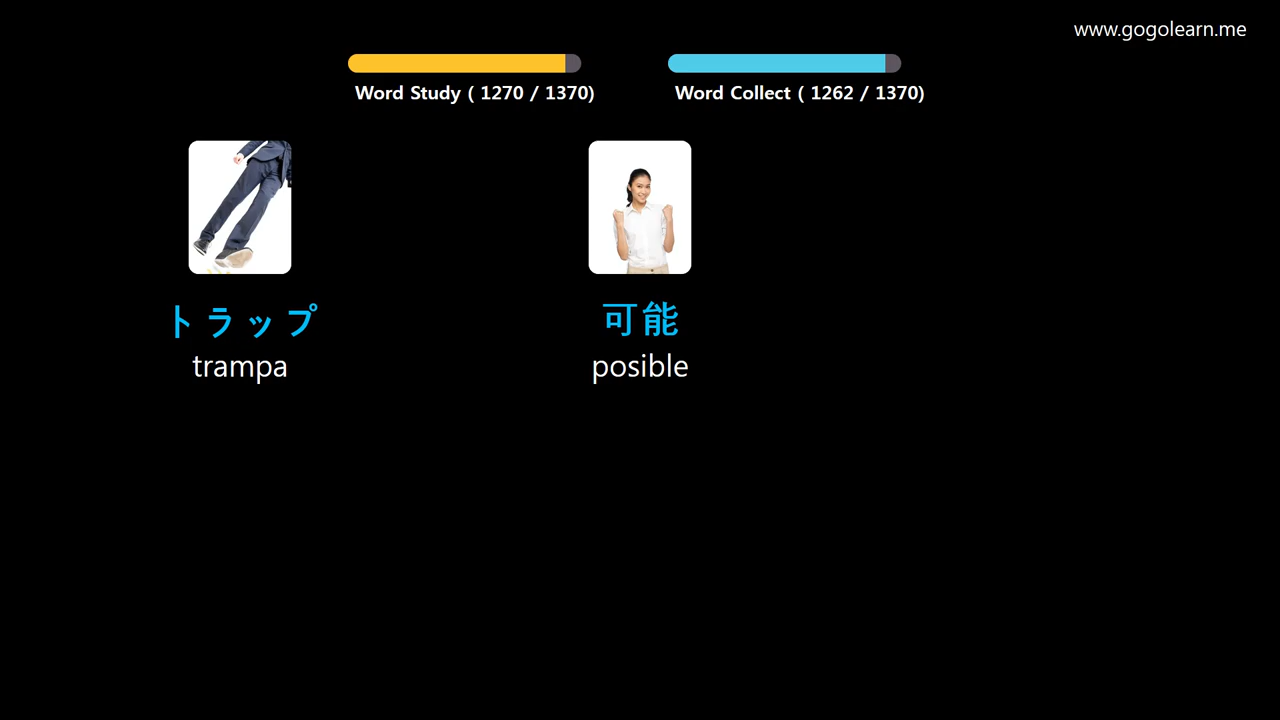 www.gogolearn.me
Word Study ( 1270 / 1370)
Word Collect ( 1262 / 1370)
トラップ
trampa
可能
posible